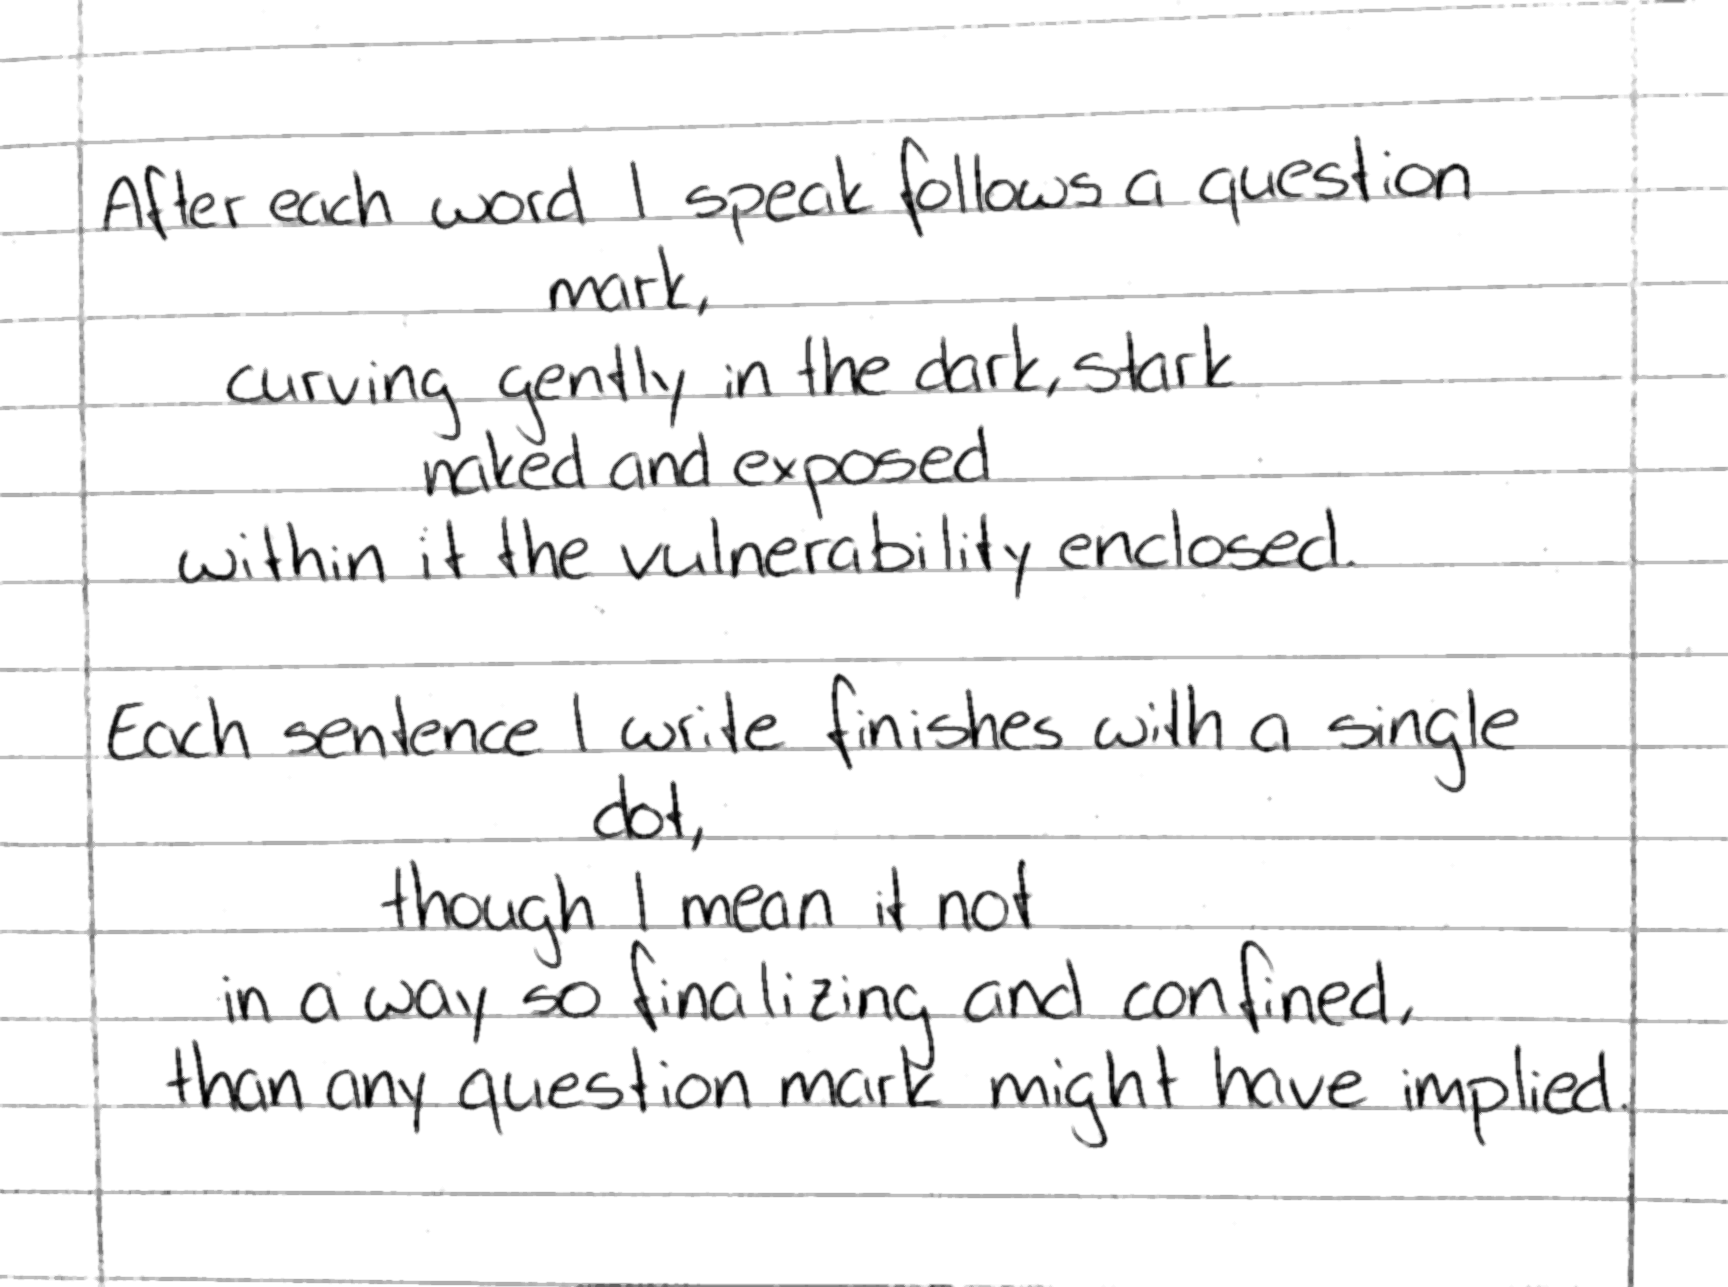 After each word I speak follows a question
mark,
curving gently in the dark, stark
naked and exposed
within it the vulnerability enclosed.
Each sentence I write finishes with a single
dot,
though I mean it not
in a way so finalizing and confined,
than any question mark might have implied.